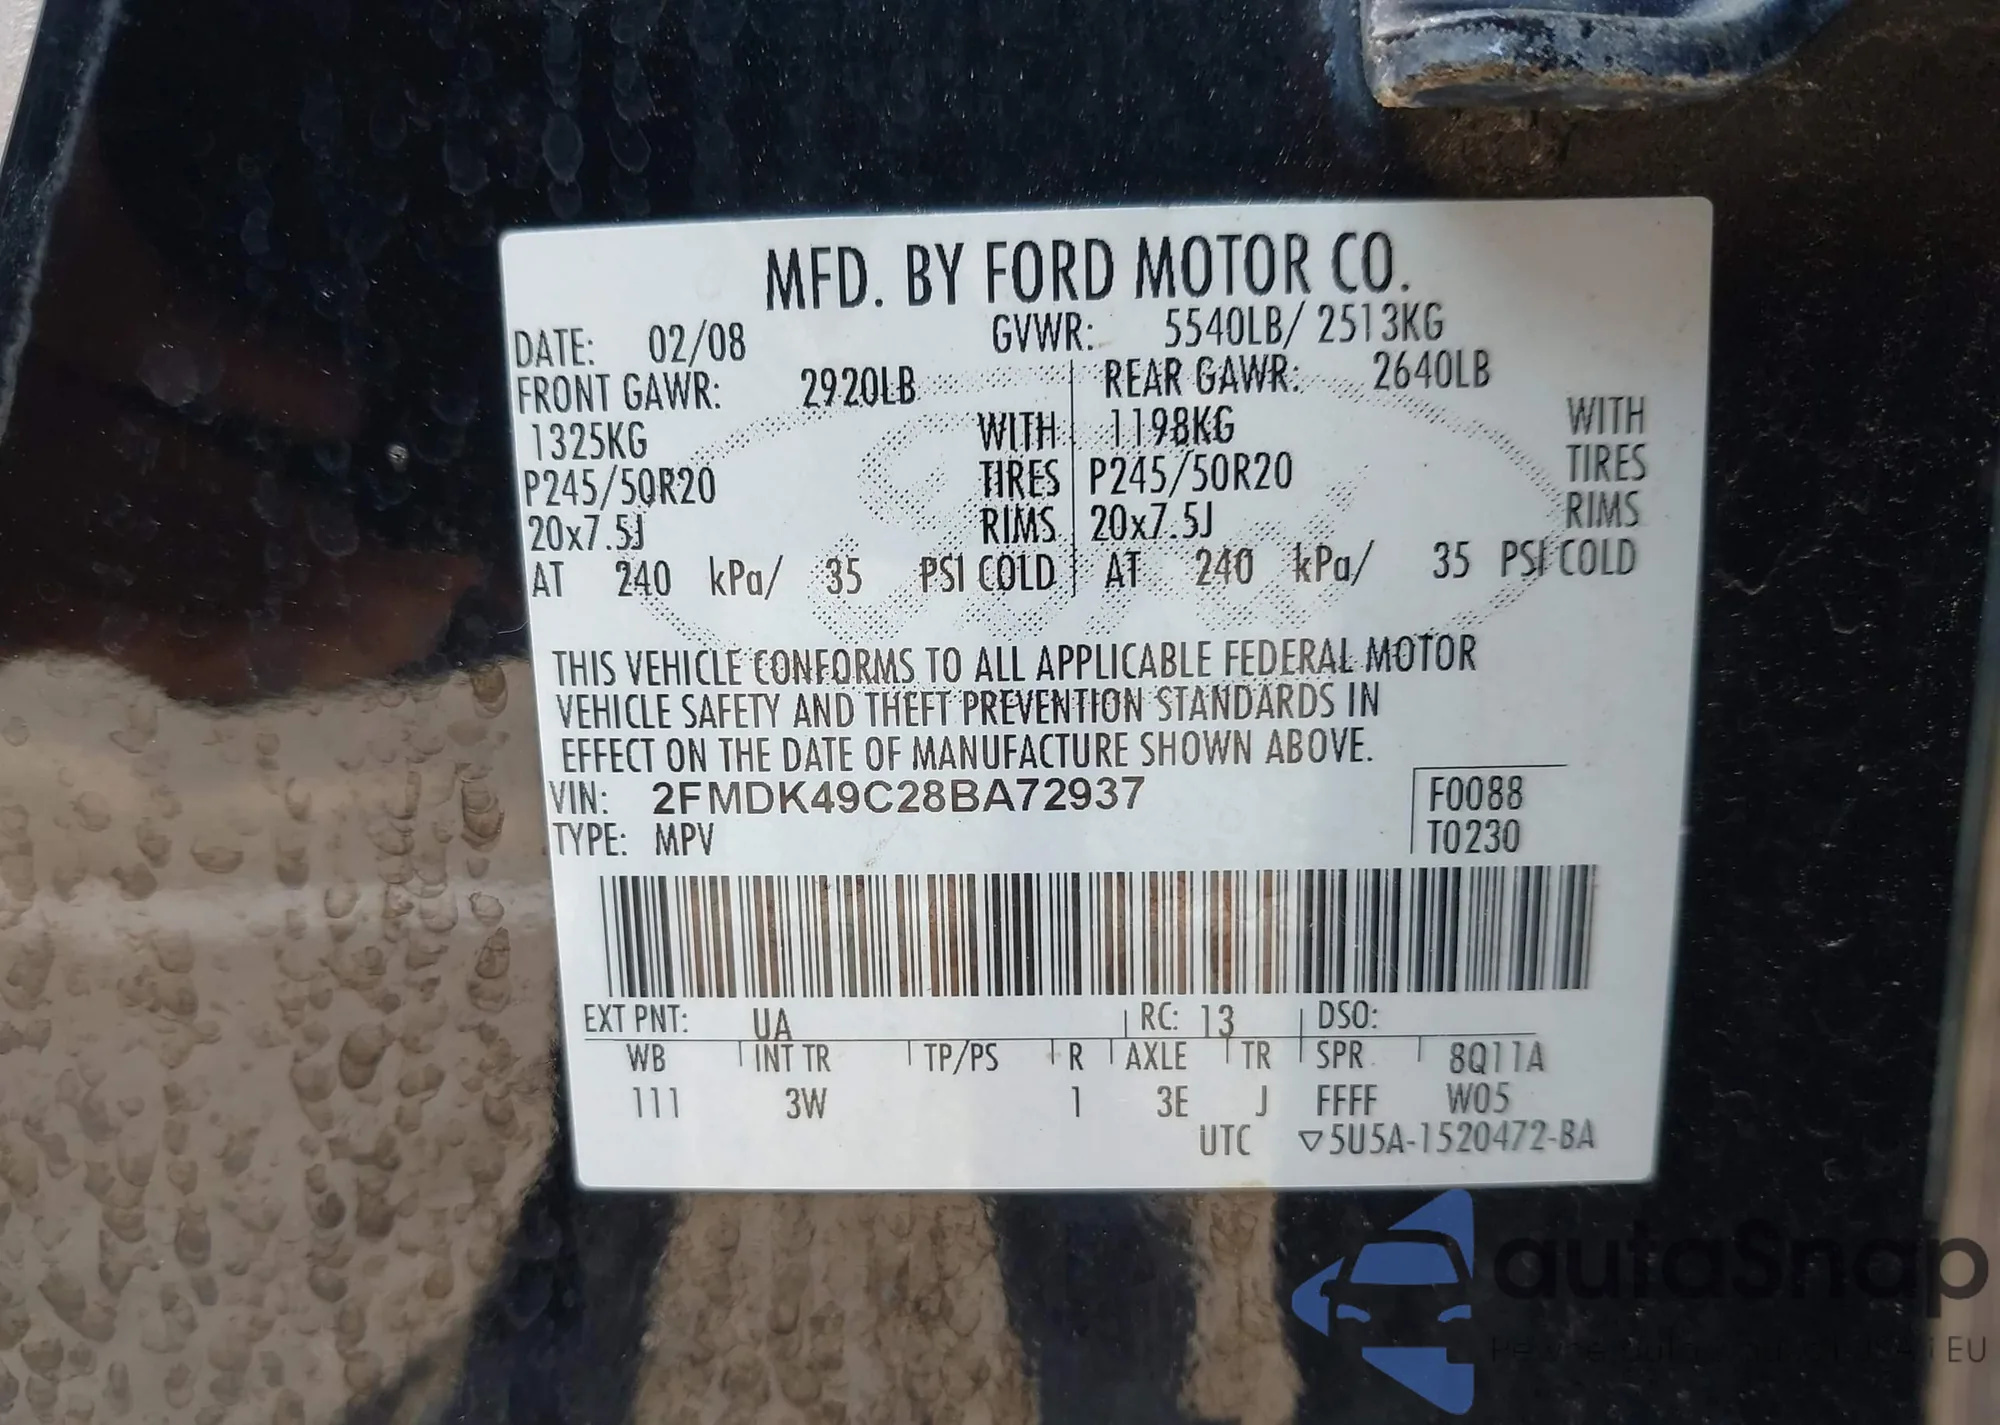 MFD. BY FORD MOTOR CO.
DATE: 02/08 GVWR: 5540LB/ 2513KG
FRONT GAWR: 2920LB REAR GAWR: 2640LB
1325KG WITH 1198KG WITH
P245/50R20 TIRES P245/50R20 TIRES
20x7.5J RIMS 20x7.5J RIMS
AT 240 kPa/ 35 PSI COLD AT 240 kPa/ 35 PSI COLD
THIS VEHICLE CONFORMS TO ALL APPLICABLE FEDERAL MOTOR
VEHICLE SAFETY AND THEFT PREVENTION STANDARDS IN
EFFECT ON THE DATE OF MANUFACTURE SHOWN ABOVE.
VIN: 2FMDK49C28BA72937 F0088
TYPE: MPV T0230
EXT PNT: UA RC: 13 DSO:
WB INT TR TP/PS R AXLE TR SPR 8Q11A
111 3W 1 3E J FFFF W05
UTC ▽5U5A-1520472-BA
autaSnap
i EU